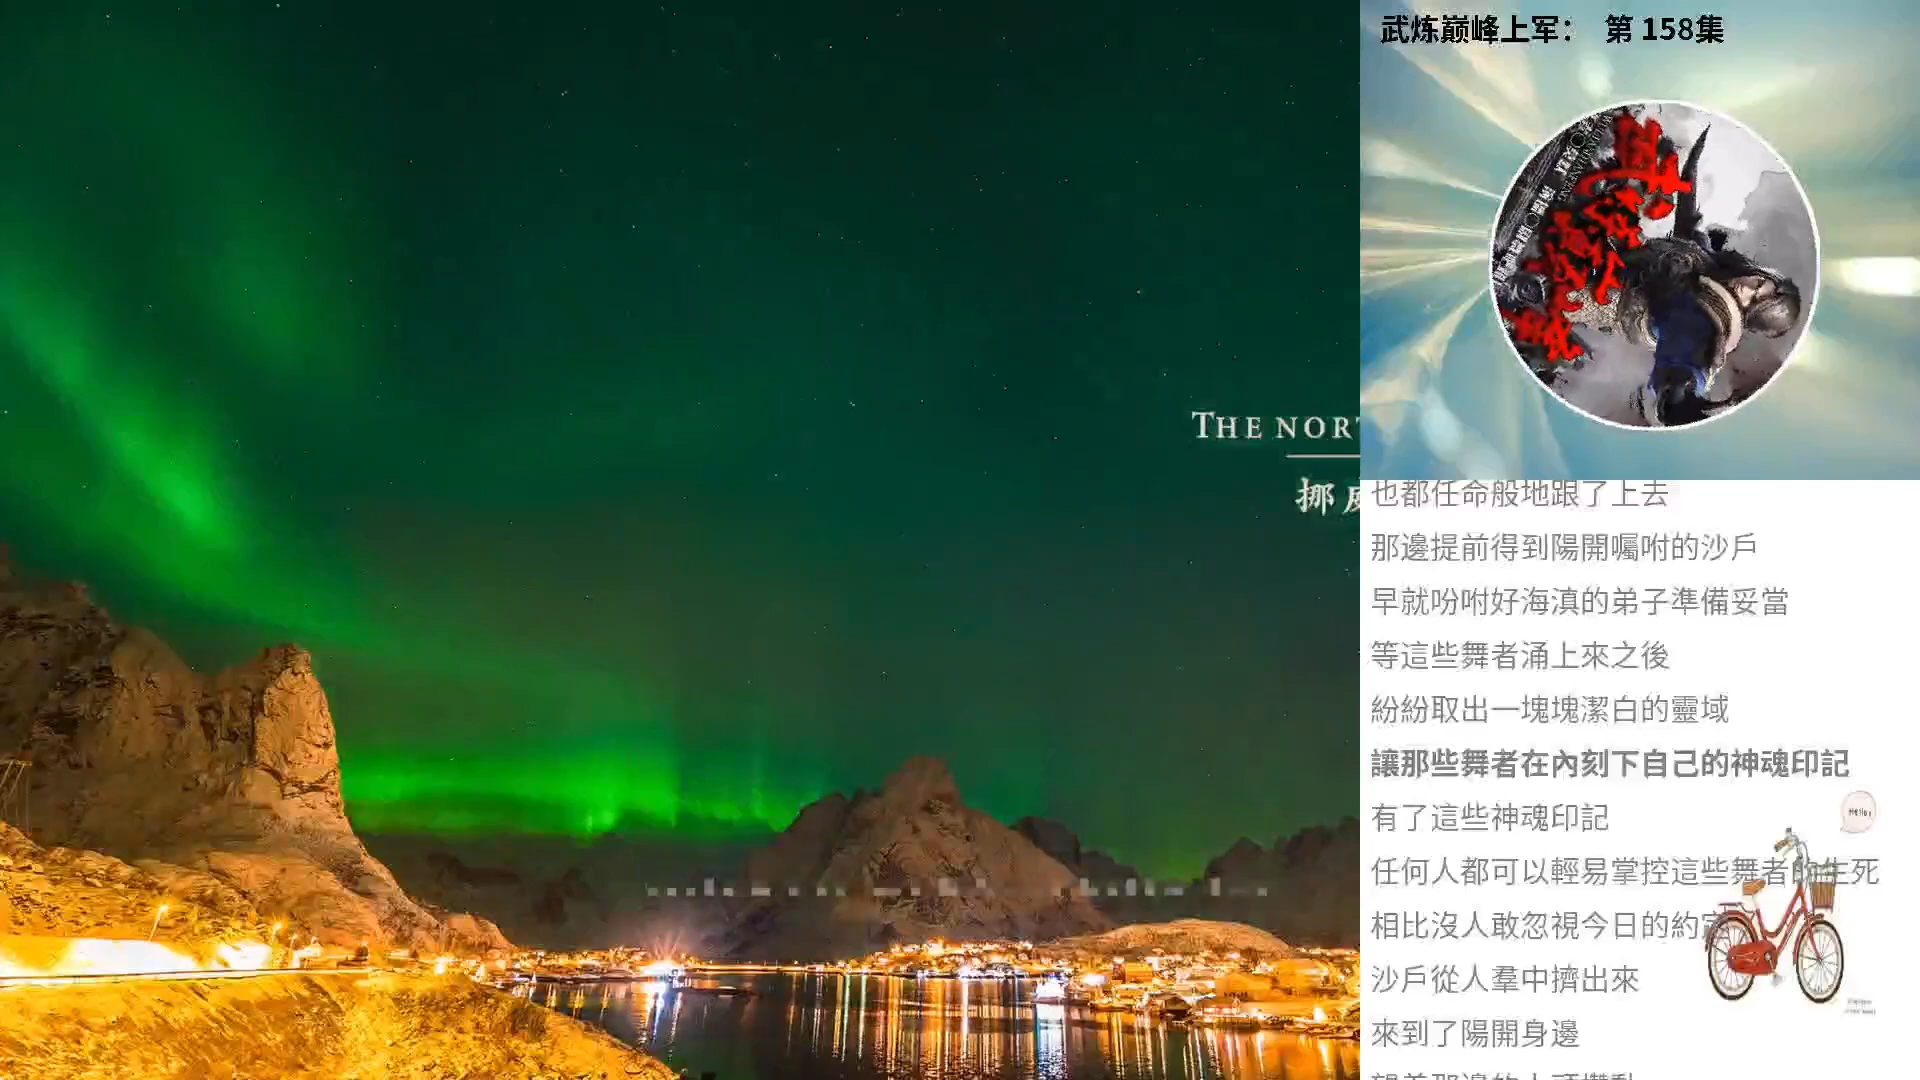 武炼巅峰上军： 第 158集
THE NORT
挪威
也都任命般地跟了上去
那邊提前得到陽開囑咐的沙戶
早就吩咐好海滇的弟子準備妥當
等這些舞者涌上來之後
紛紛取出一塊塊潔白的靈域
讓那些舞者在內刻下自己的神魂印記
有了這些神魂印記
任何人都可以輕易掌控這些舞者的生死
相比沒人敢忽視今日的約定
沙戶從人羣中擠出來
來到了陽開身邊
Hello!